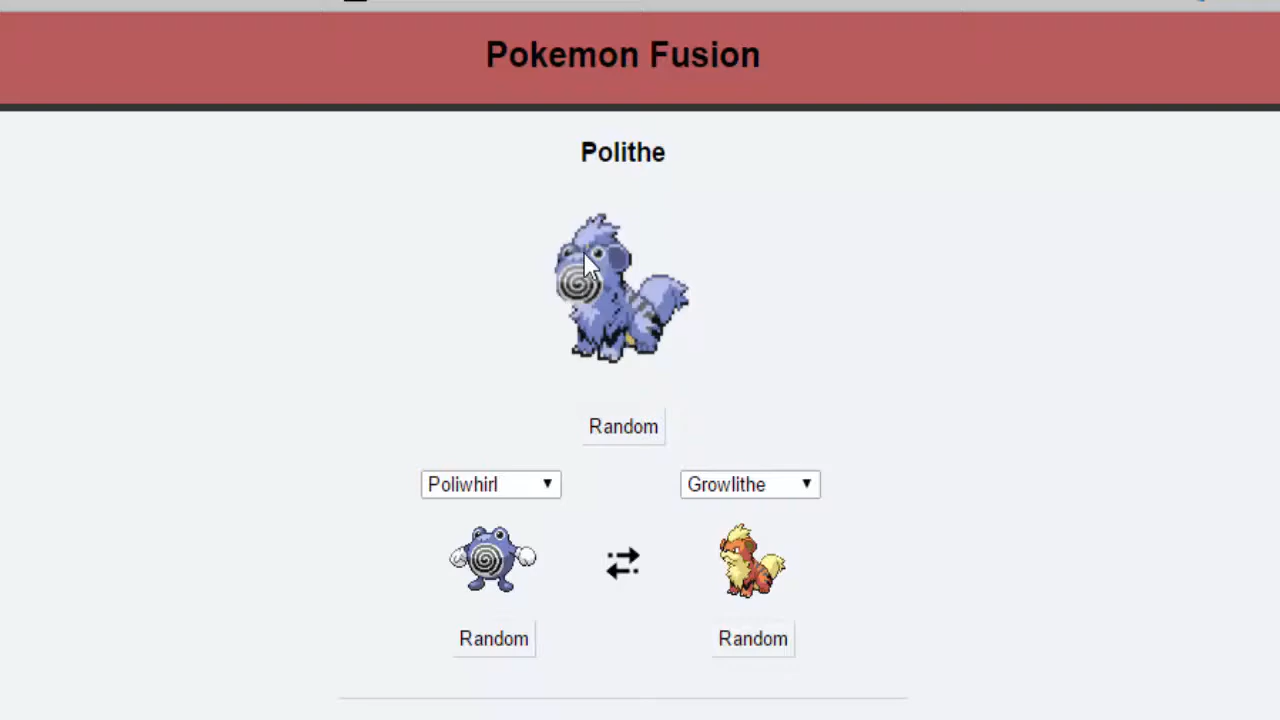 Pokemon Fusion
Polithe
Random
Poliwhirl
Growlithe
Random
Random